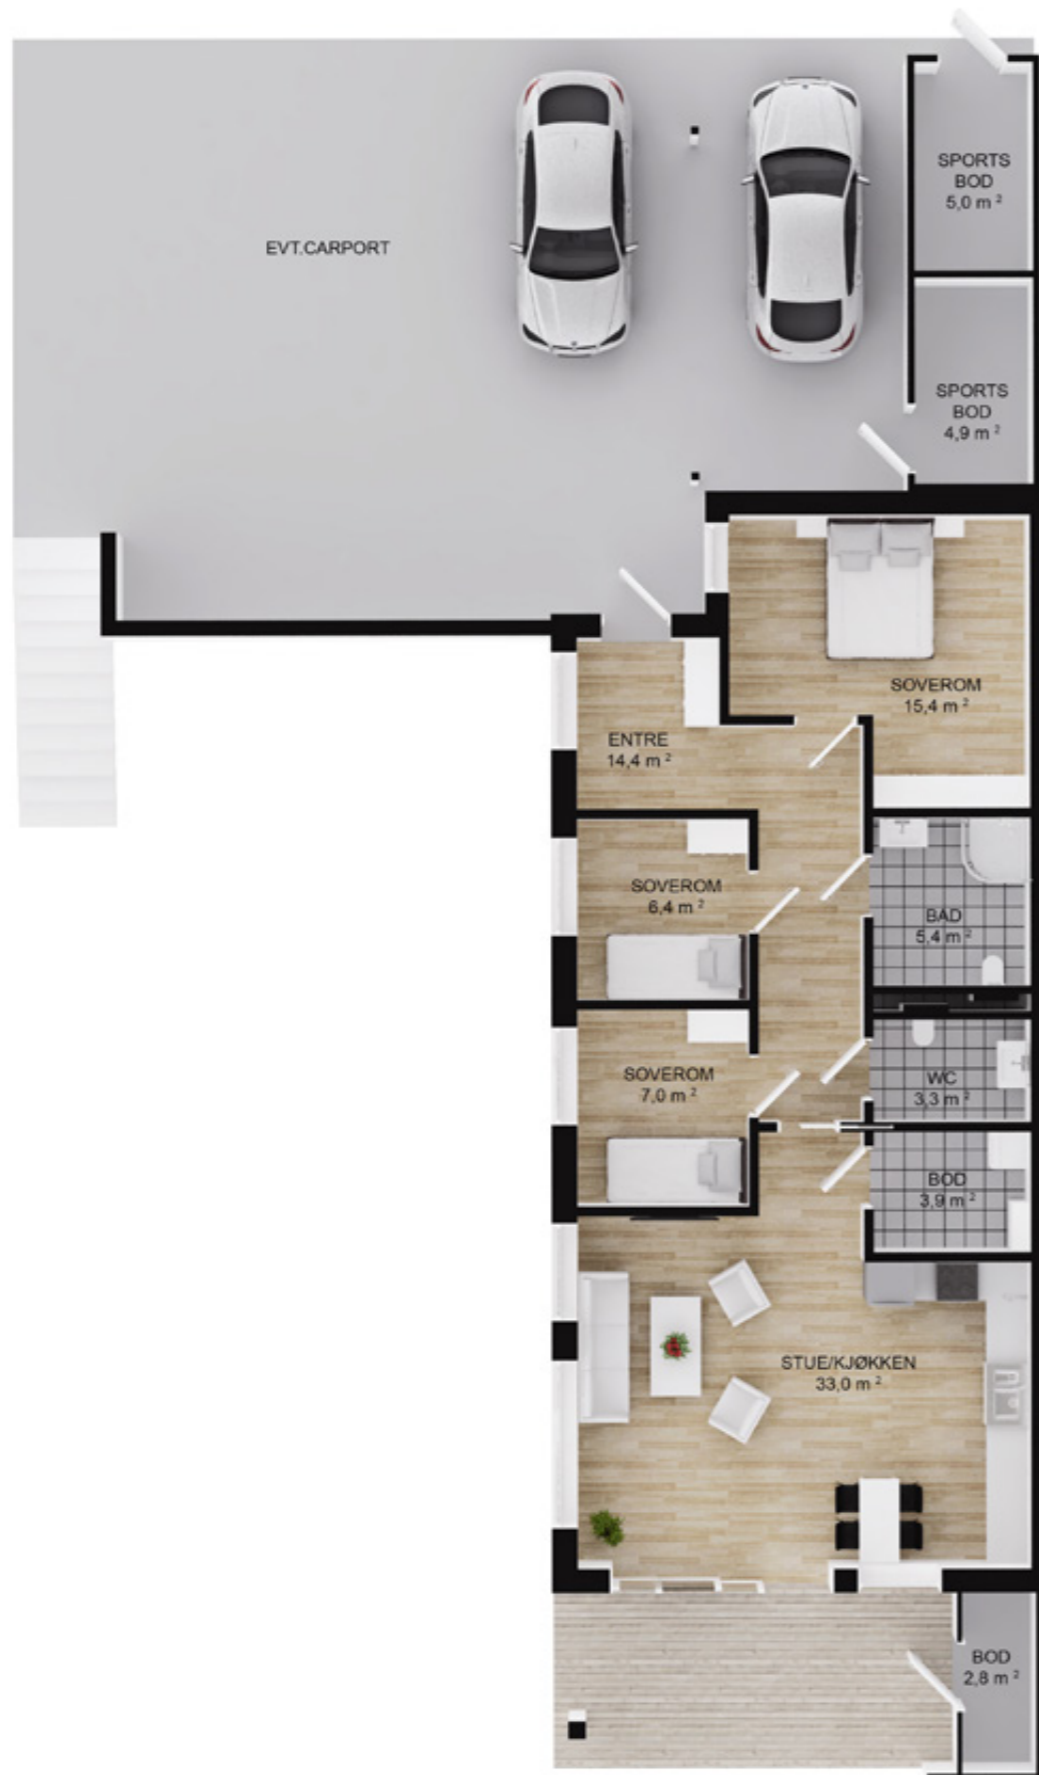 SPORTS
BOD
5,0 m ²
EVT.CARPORT
SPORTS
BOD
4,9 m ²
SOVEROM
15,4 m ²
ENTRE
14,4 m ²
SOVEROM
6,4 m ²
BAD
5,4 m ²
SOVEROM
7,0 m ²
WC
3,3 m ²
BOD
3,9 m ²
STUE/KJØKKEN
33,0 m ²
BOD
2,8 m ²